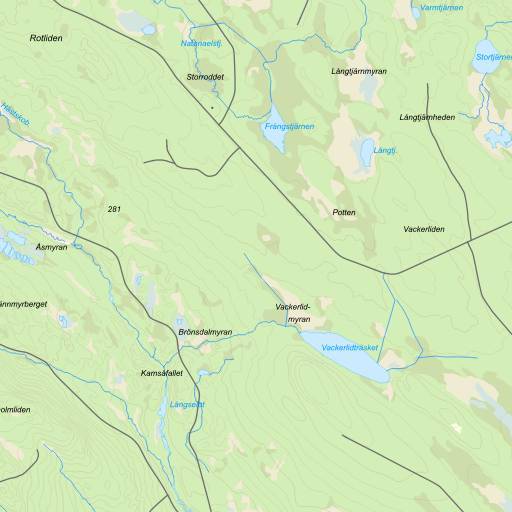 Varmtjärnen
Rotliden
Natanaelstj.
Stortjärnen
Storroddet
Långtjärnmyran
Hästskob
Långtjärnheden
Frängstjärnen
Långtj.
281
Potten
Vackerliden
Åsmyran
Vackerlid-
myran
Brönsdalmyran
Vackerlidträsket
Kamsåfallet
Långselet